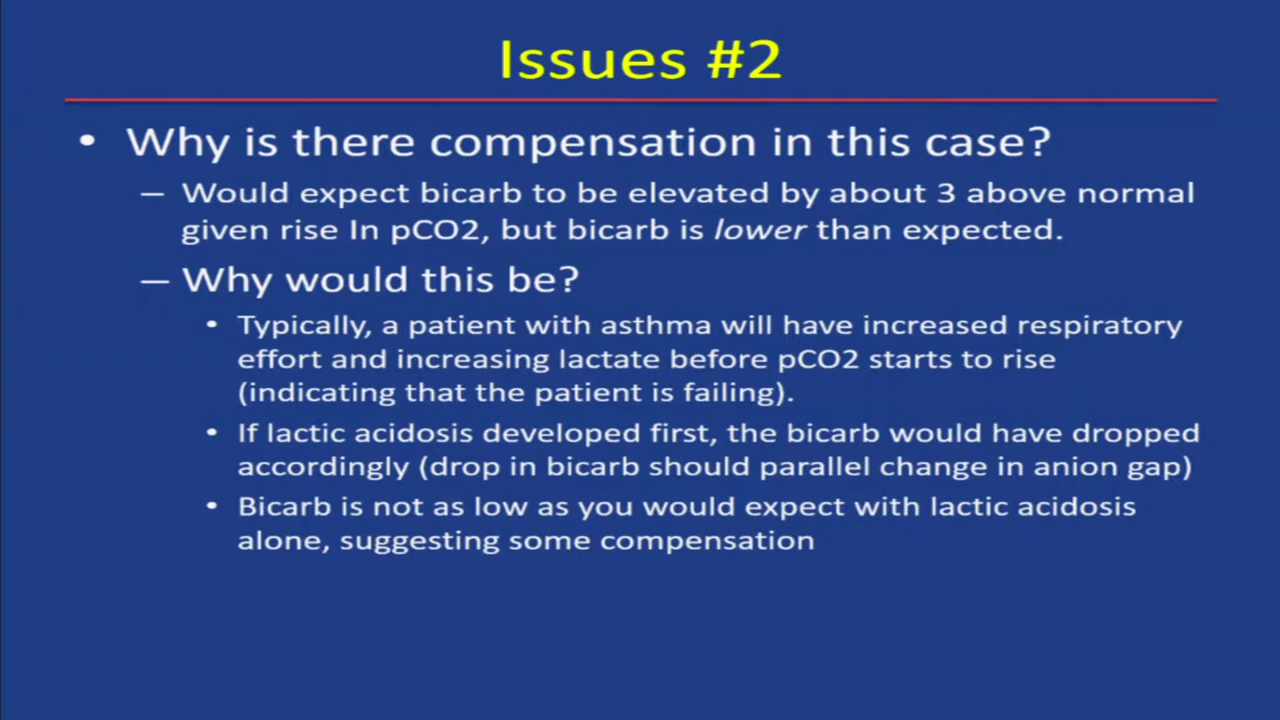 Issues #2
• Why is there compensation in this case?
– Would expect bicarb to be elevated by about 3 above normal
given rise In pCO2, but bicarb is lower than expected.
– Why would this be?
• Typically, a patient with asthma will have increased respiratory
effort and increasing lactate before pCO2 starts to rise
(indicating that the patient is failing).
• If lactic acidosis developed first, the bicarb would have dropped
accordingly (drop in bicarb should parallel change in anion gap)
• Bicarb is not as low as you would expect with lactic acidosis
alone, suggesting some compensation